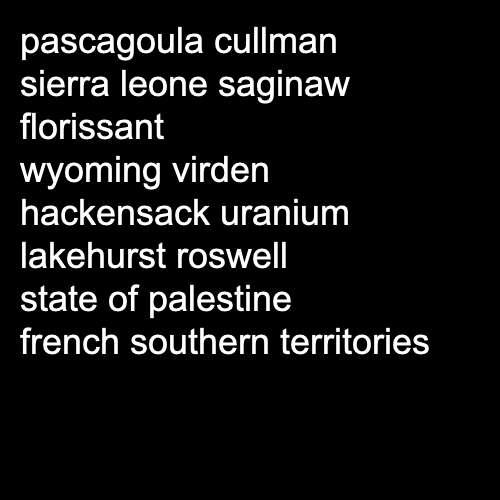 pascagoula cullman
sierra leone saginaw
florissant
wyoming virden
hackensack uranium
lakehurst roswell
state of palestine
french southern territories